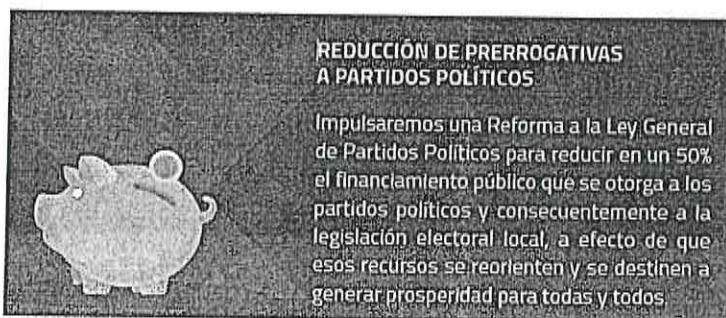 REDUCCIÓN DE PRERROGATIVAS
A PARTIDOS POLÍTICOS
Impulsaremos una Reforma a la Ley General
de Partidos Políticos para reducir en un 50%
el financiamiento público que se otorga a los
partidos políticos y consecuentemente a la
legislación electoral local, a efecto de que
esos recursos se reorienten y se destinen a
generar prosperidad para todas y todos